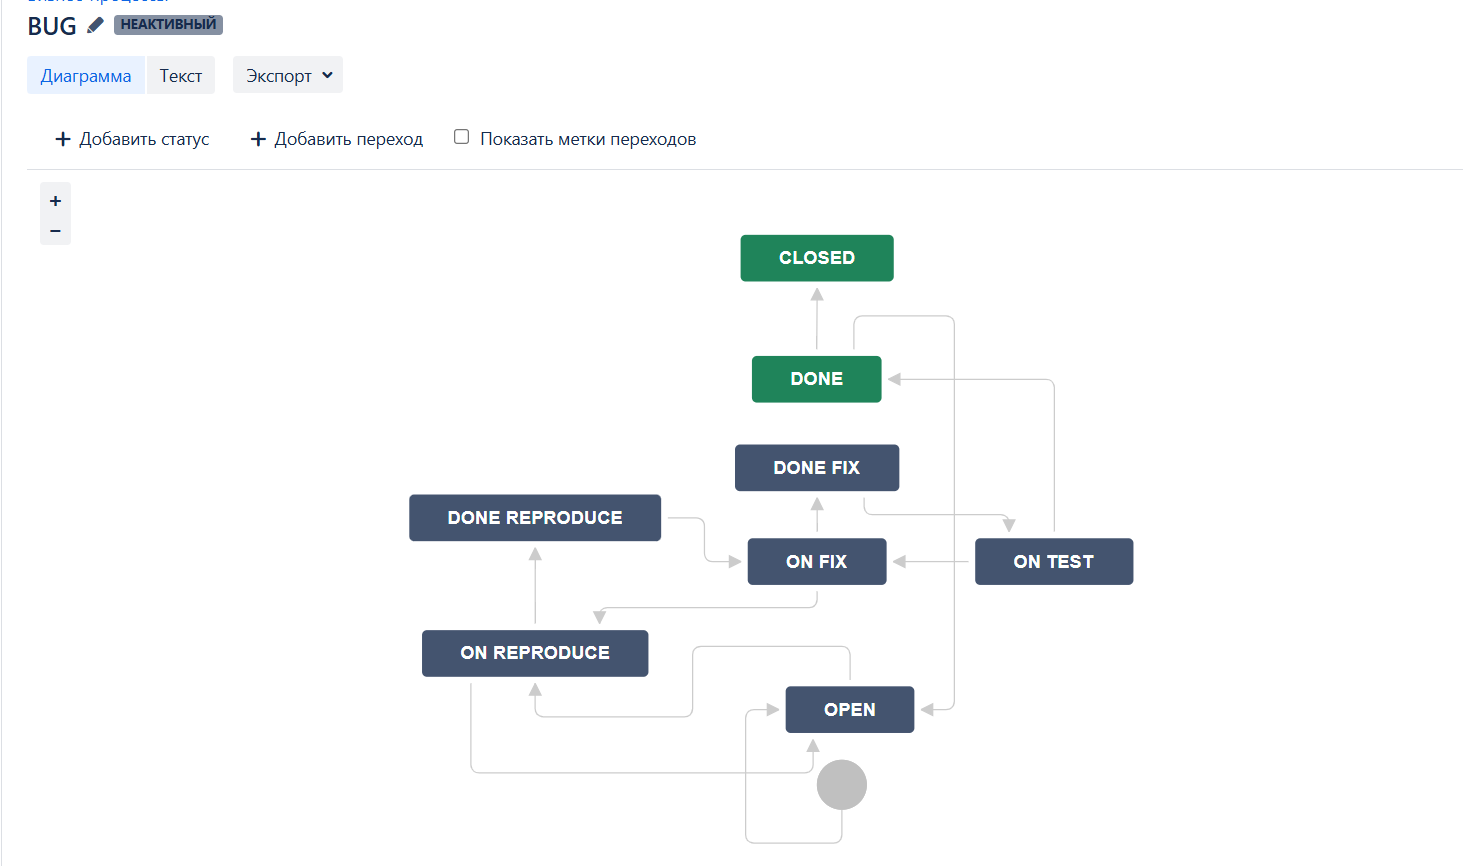 BUG НЕАКТИВНЫЙ
Диаграмма Текст Экспорт
+ Добавить статус + Добавить переход Показать метки переходов
+
−
CLOSED
DONE
DONE FIX
DONE REPRODUCE
ON FIX
ON TEST
ON REPRODUCE
OPEN